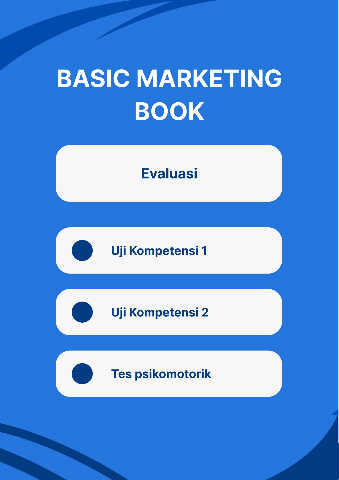 BASIC MARKETING
BOOK
Evaluasi
Uji Kompetensi 1
Uji Kompetensi 2
Tes psikomotorik